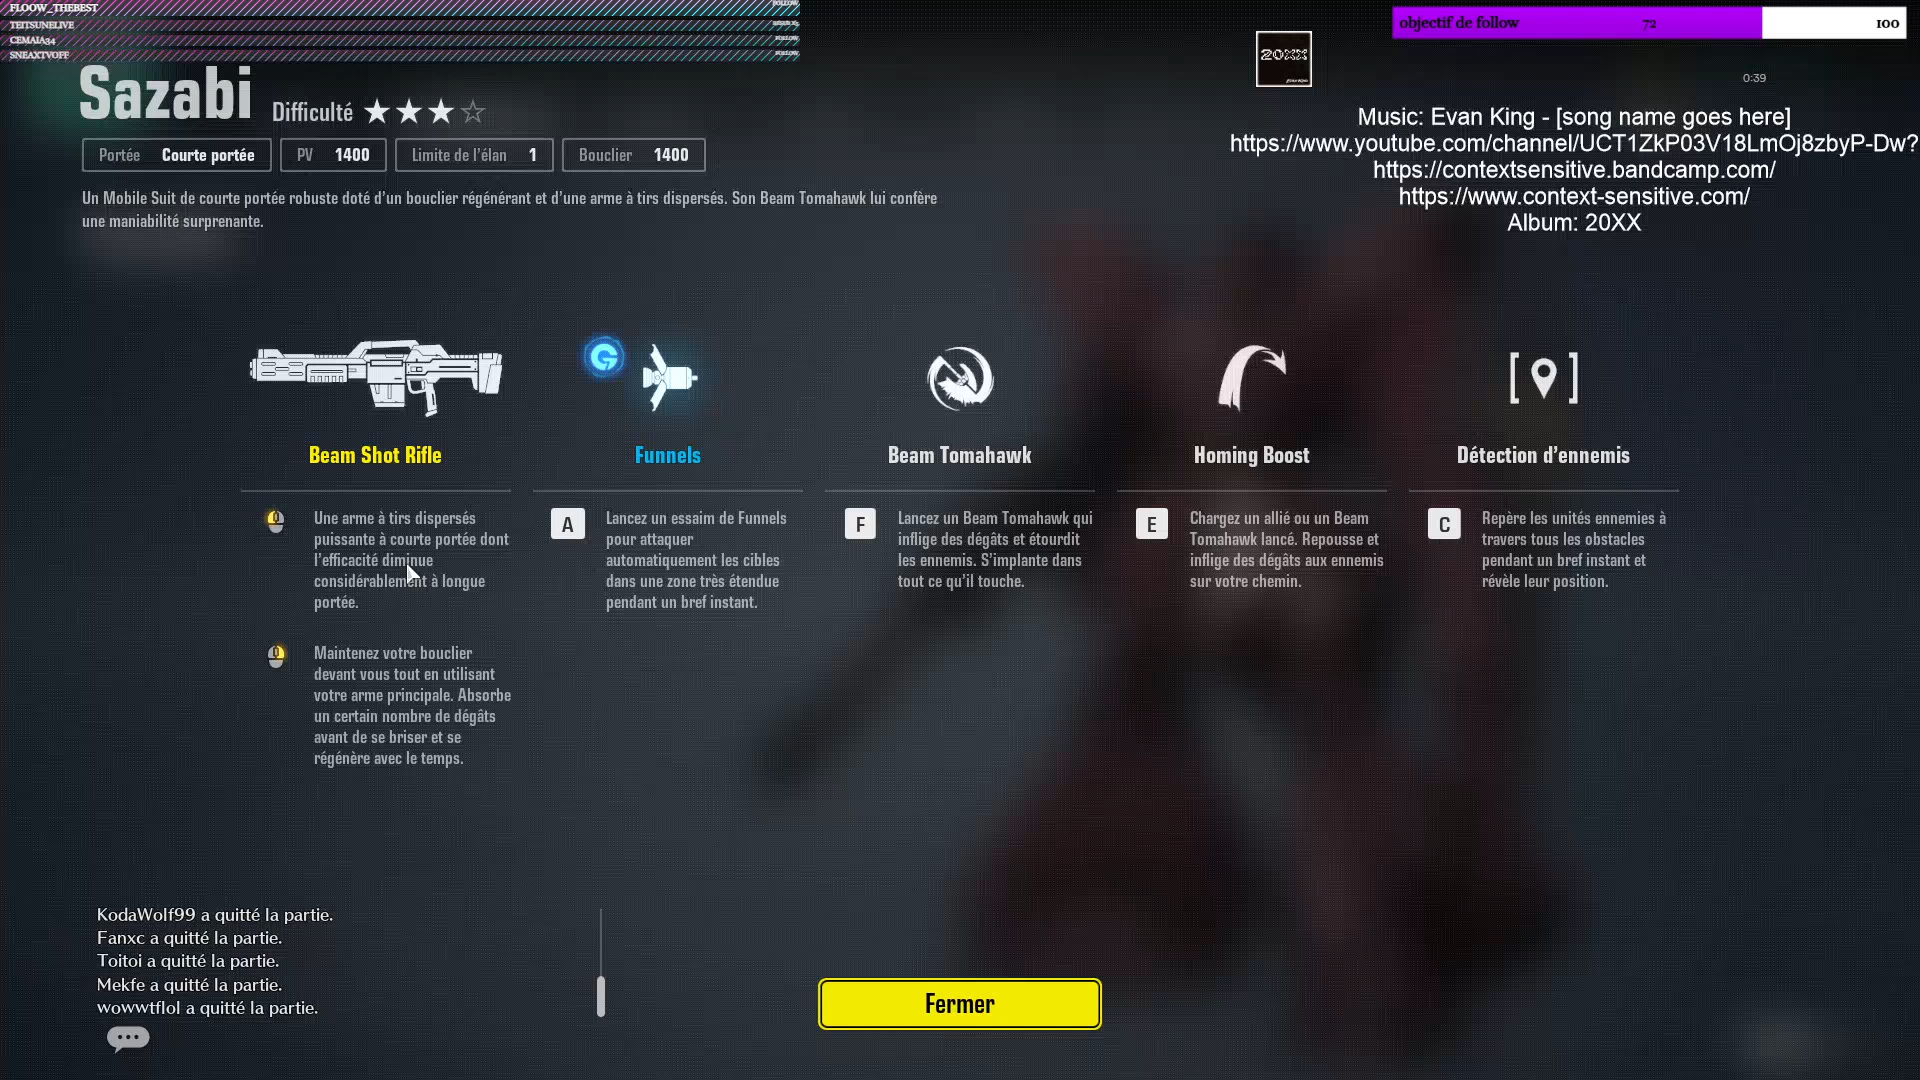 FLOOW_THEBEST
FOLLOW
TEITSUNELIVE
CEMAIA34
FOLLOW
SNEAXTVOFF
FOLLOW
objectif de follow 72 100
20XX
0:39
Music: Evan King - [song name goes here]
https://www.youtube.com/channel/UCT1ZkP03V18LmOj8zbyP-Dw?
https://contextsensitive.bandcamp.com/
https://www.context-sensitive.com/
Album: 20XX
Sazabi
Difficulté
Portée Courte portée
PV 1400
Limite de l'élan 1
Bouclier 1400
Un Mobile Suit de courte portée robuste doté d'un bouclier régénérant et d'une arme à tirs dispersés. Son Beam Tomahawk lui confère
une maniabilité surprenante.
Beam Shot Rifle
Une arme à tirs dispersés
puissante à courte portée dont
l'efficacité diminue
considérablement à longue
portée.
Maintenez votre bouclier
devant vous tout en utilisant
votre arme principale. Absorbe
un certain nombre de dégâts
avant de se briser et se
régénère avec le temps.
G
Funnels
A
Lancez un essaim de Funnels
pour attaquer
automatiquement les cibles
dans une zone très étendue
pendant un bref instant.
Beam Tomahawk
F
Lancez un Beam Tomahawk qui
inflige des dégâts et étourdit
les ennemis. S'implante dans
tout ce qu'il touche.
Homing Boost
E
Chargez un allié ou un Beam
Tomahawk lancé. Repousse et
inflige des dégâts aux ennemis
sur votre chemin.
Détection d'ennemis
C
Repère les unités ennemies à
travers tous les obstacles
pendant un bref instant et
révèle leur position.
KodaWolf99 a quitté la partie.
Fanxc a quitté la partie.
Toitoi a quitté la partie.
Mekfe a quitté la partie.
wowwtflol a quitté la partie.
Fermer